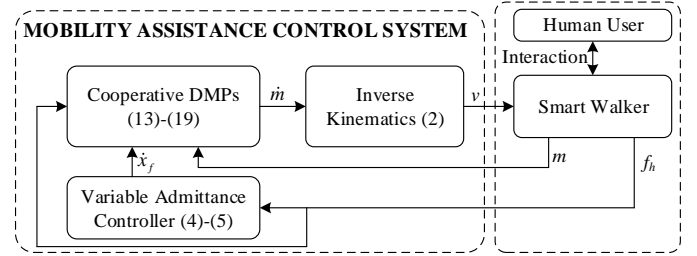 MOBILITY ASSISTANCE CONTROL SYSTEM
Human User
Interaction
Cooperative DMPs
(13)-(19)
ṁ
Inverse
Kinematics (2)
v
Smart Walker
ẋ_f
m
f_h
Variable Admittance
Controller (4)-(5)